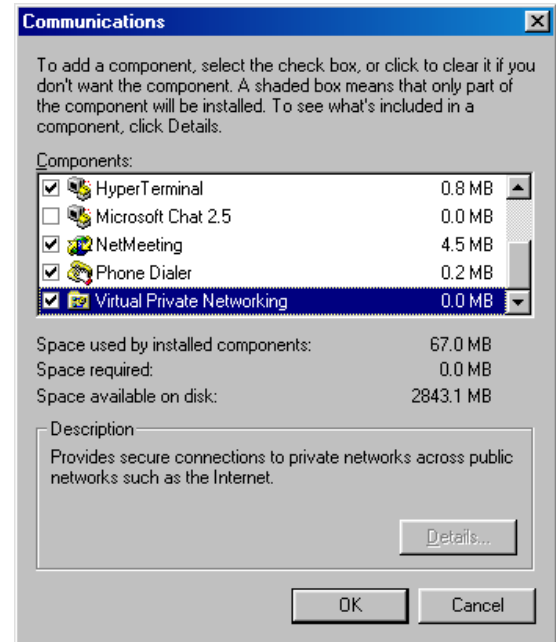 Communications
To add a component, select the check box, or click to clear it if you
don't want the component. A shaded box means that only part of
the component will be installed. To see what's included in a
component, click Details.
Components:
HyperTerminal 0.8 MB
Microsoft Chat 2.5 0.0 MB
NetMeeting 4.5 MB
Phone Dialer 0.2 MB
Virtual Private Networking 0.0 MB
Space used by installed components: 67.0 MB
Space required: 0.0 MB
Space available on disk: 2843.1 MB
Description
Provides secure connections to private networks across public
networks such as the Internet.
Details...
OK Cancel